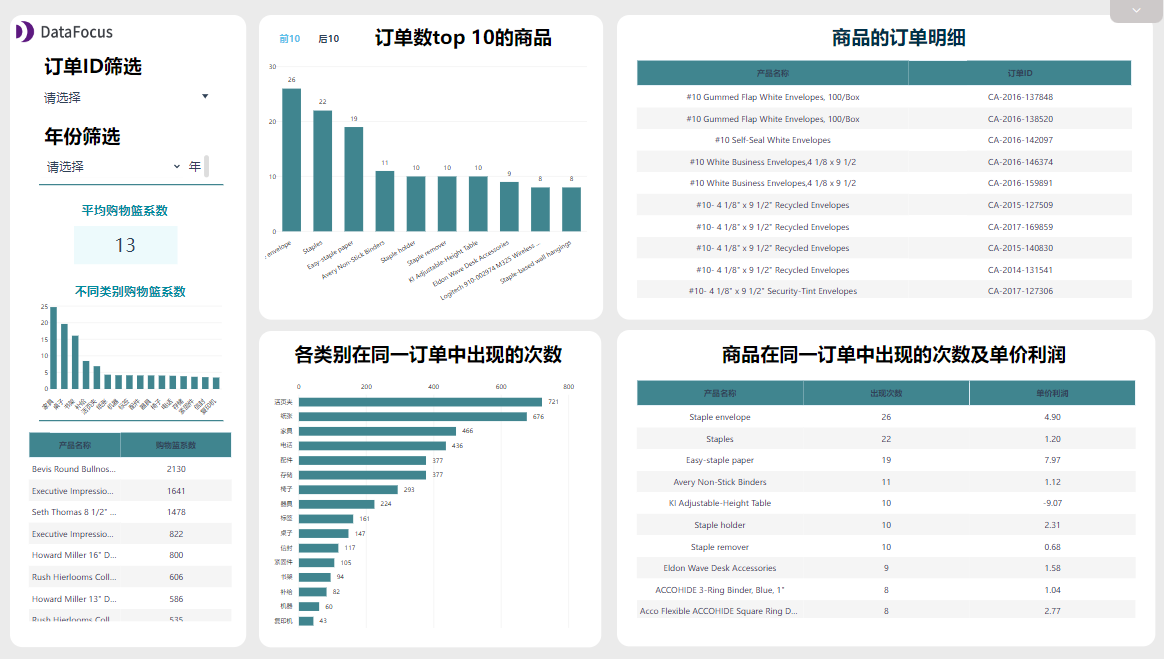 DataFocus
订单ID筛选
请选择
年份筛选
请选择 年
平均购物篮系数
13
不同类别购物篮系数
25
20
15
10
5
0
家具 桌子 书架 补给 活页夹 纸张 机器 标签 配件 器具 椅子 电话 存储 紧固件 信封 复印机
产品名称 购物篮系数
Bevis Round Bullnos... 2130
Executive Impressio... 1641
Seth Thomas 8 1/2" ... 1478
Executive Impressio... 822
Howard Miller 16" D... 800
Rush Hierlooms Coll... 606
Howard Miller 13" D... 586
Rush Hierlooms Coll... 535
前10 后10 订单数top 10的商品
30
20
10
0
26 22 19 11 10 10 10 9 8 8
envelope
Staples
Easy-staple paper
Avery Non-Stick Binders
Staple holder
Staple remover
KI Adjustable-Height Table
Eldon Wave Desk Accessories
Logitech 910-002974 M325 Wireless ...
Staple-based wall hangings
各类别在同一订单中出现的次数
0 200 400 600 800
活页夹 721
纸张 676
家具 466
电话 436
配件 377
存储 377
椅子 293
器具 224
标签 161
桌子 147
信封 117
紧固件 105
书架 94
补给 82
机器 60
复印机 43
商品的订单明细
产品名称 订单ID
#10 Gummed Flap White Envelopes, 100/Box CA-2016-137848
#10 Gummed Flap White Envelopes, 100/Box CA-2016-138520
#10 Self-Seal White Envelopes CA-2016-142097
#10 White Business Envelopes,4 1/8 x 9 1/2 CA-2016-146374
#10 White Business Envelopes,4 1/8 x 9 1/2 CA-2016-159891
#10- 4 1/8" x 9 1/2" Recycled Envelopes CA-2015-127509
#10- 4 1/8" x 9 1/2" Recycled Envelopes CA-2017-169859
#10- 4 1/8" x 9 1/2" Recycled Envelopes CA-2015-140830
#10- 4 1/8" x 9 1/2" Recycled Envelopes CA-2014-131541
#10- 4 1/8" x 9 1/2" Security-Tint Envelopes CA-2017-127306
商品在同一订单中出现的次数及单价利润
产品名称 出现次数 单价利润
Staple envelope 26 4.90
Staples 22 1.20
Easy-staple paper 19 7.97
Avery Non-Stick Binders 11 1.12
KI Adjustable-Height Table 10 -9.07
Staple holder 10 2.31
Staple remover 10 0.68
Eldon Wave Desk Accessories 9 1.58
ACCOHIDE 3-Ring Binder, Blue, 1" 8 1.04
Acco Flexible ACCOHIDE Square Ring D... 8 2.77